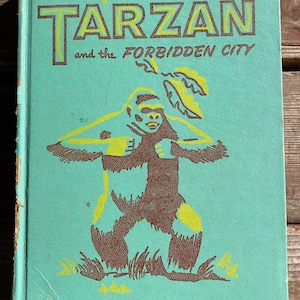 TARZAN
and the FORBIDDEN CITY